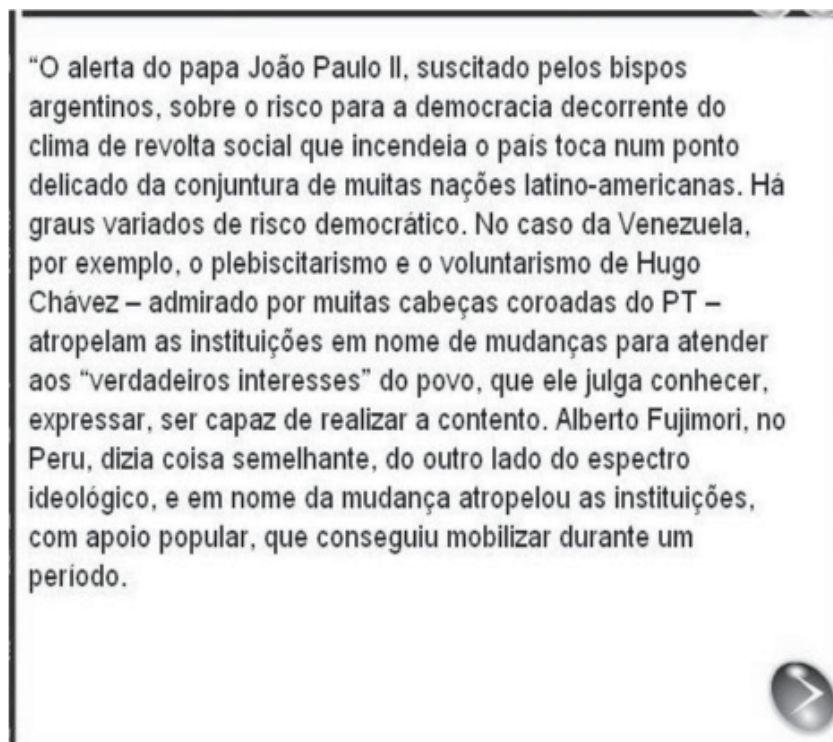 “O alerta do papa João Paulo II, suscitado pelos bispos
argentinos, sobre o risco para a democracia decorrente do
clima de revolta social que incendeia o país toca num ponto
delicado da conjuntura de muitas nações latino-americanas. Há
graus variados de risco democrático. No caso da Venezuela,
por exemplo, o plebiscitarismo e o voluntarismo de Hugo
Chávez – admirado por muitas cabeças coroadas do PT –
atropelam as instituições em nome de mudanças para atender
aos “verdadeiros interesses” do povo, que ele julga conhecer,
expressar, ser capaz de realizar a contento. Alberto Fujimori, no
Peru, dizia coisa semelhante, do outro lado do espectro
ideológico, e em nome da mudança atropelou as instituições,
com apoio popular, que conseguiu mobilizar durante um
período.